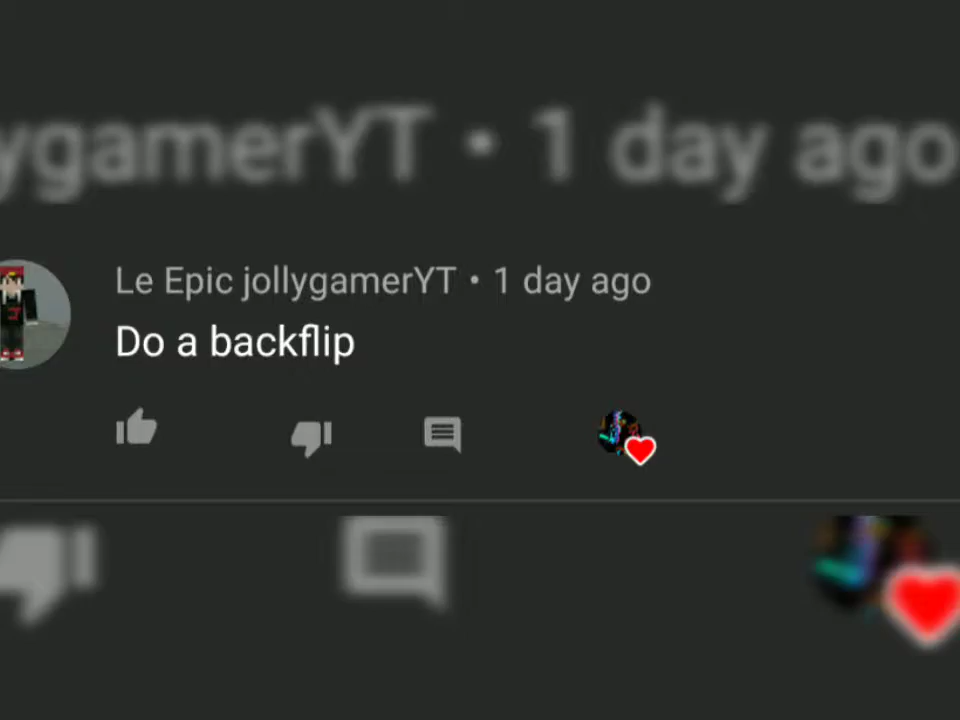 ygamerYT • 1 day ago
Le Epic jollygamerYT • 1 day ago
Do a backflip